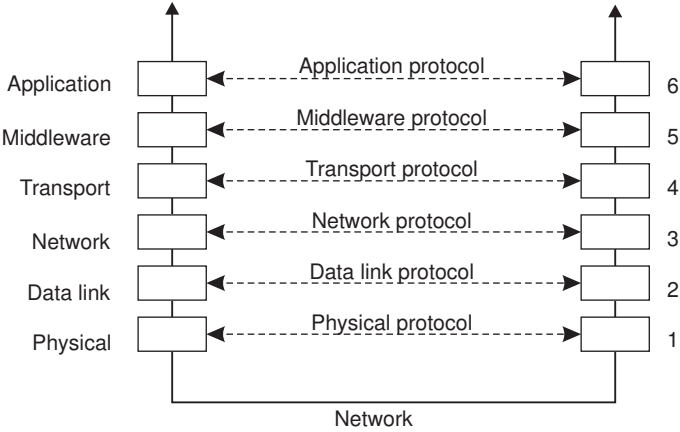 Application Application protocol 6
Middleware Middleware protocol 5
Transport Transport protocol 4
Network Network protocol 3
Data link Data link protocol 2
Physical Physical protocol 1
Network